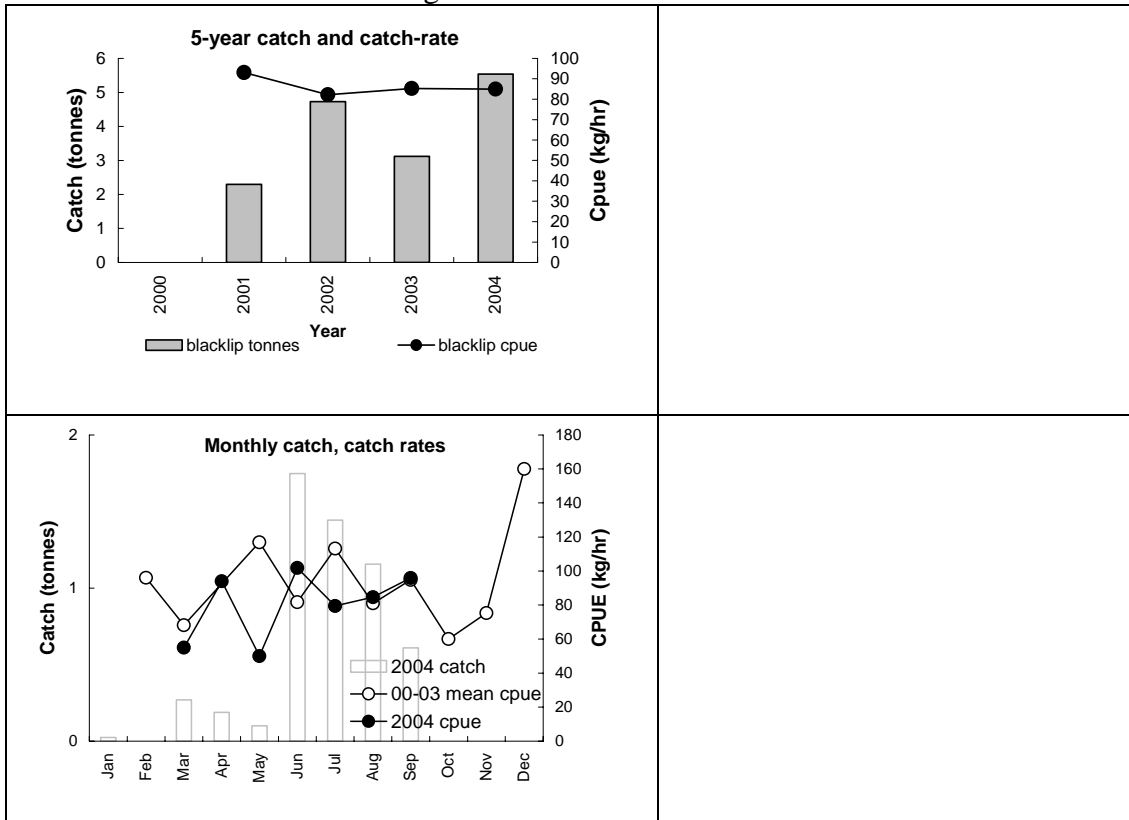 5-year catch and catch-rate
Catch (tonnes)
6
5
4
3
2
1
0
100
90
80
70
60
50
40
30
20
10
0
Cpue (kg/hr)
2000
2001
2002
2003
2004
Year
blacklip tonnes
blacklip cpue
Monthly catch, catch rates
Catch (tonnes)
2
1
0
180
160
140
120
100
80
60
40
20
0
CPUE (kg/hr)
2004 catch
00-03 mean cpue
2004 cpue
Jan
Feb
Mar
Apr
May
Jun
Jul
Aug
Sep
Oct
Nov
Dec